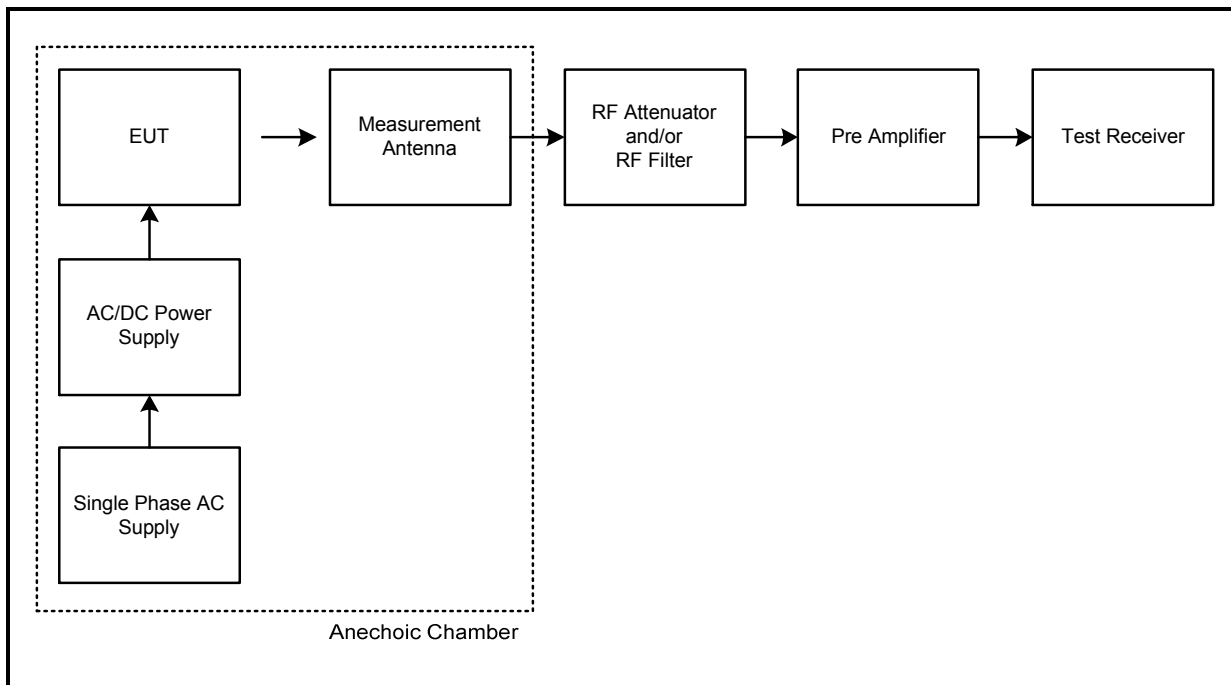 EUT
Measurement
Antenna
RF Attenuator
and/or
RF Filter
Pre Amplifier
Test Receiver
AC/DC Power
Supply
Single Phase AC
Supply
Anechoic Chamber